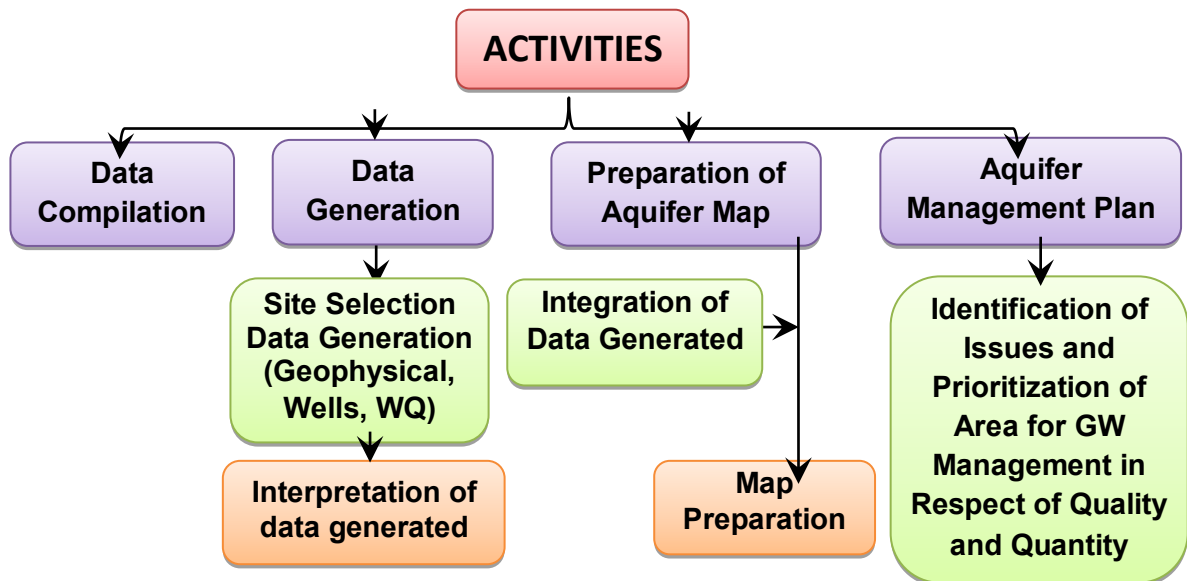 ACTIVITIES
Data
Compilation
Data
Generation
Preparation of
Aquifer Map
Aquifer
Management Plan
Site Selection
Data Generation
(Geophysical,
Wells, WQ)
Integration of
Data Generated
Identification of
Issues and
Prioritization of
Area for GW
Management in
Respect of Quality
and Quantity
Interpretation of
data generated
Map
Preparation